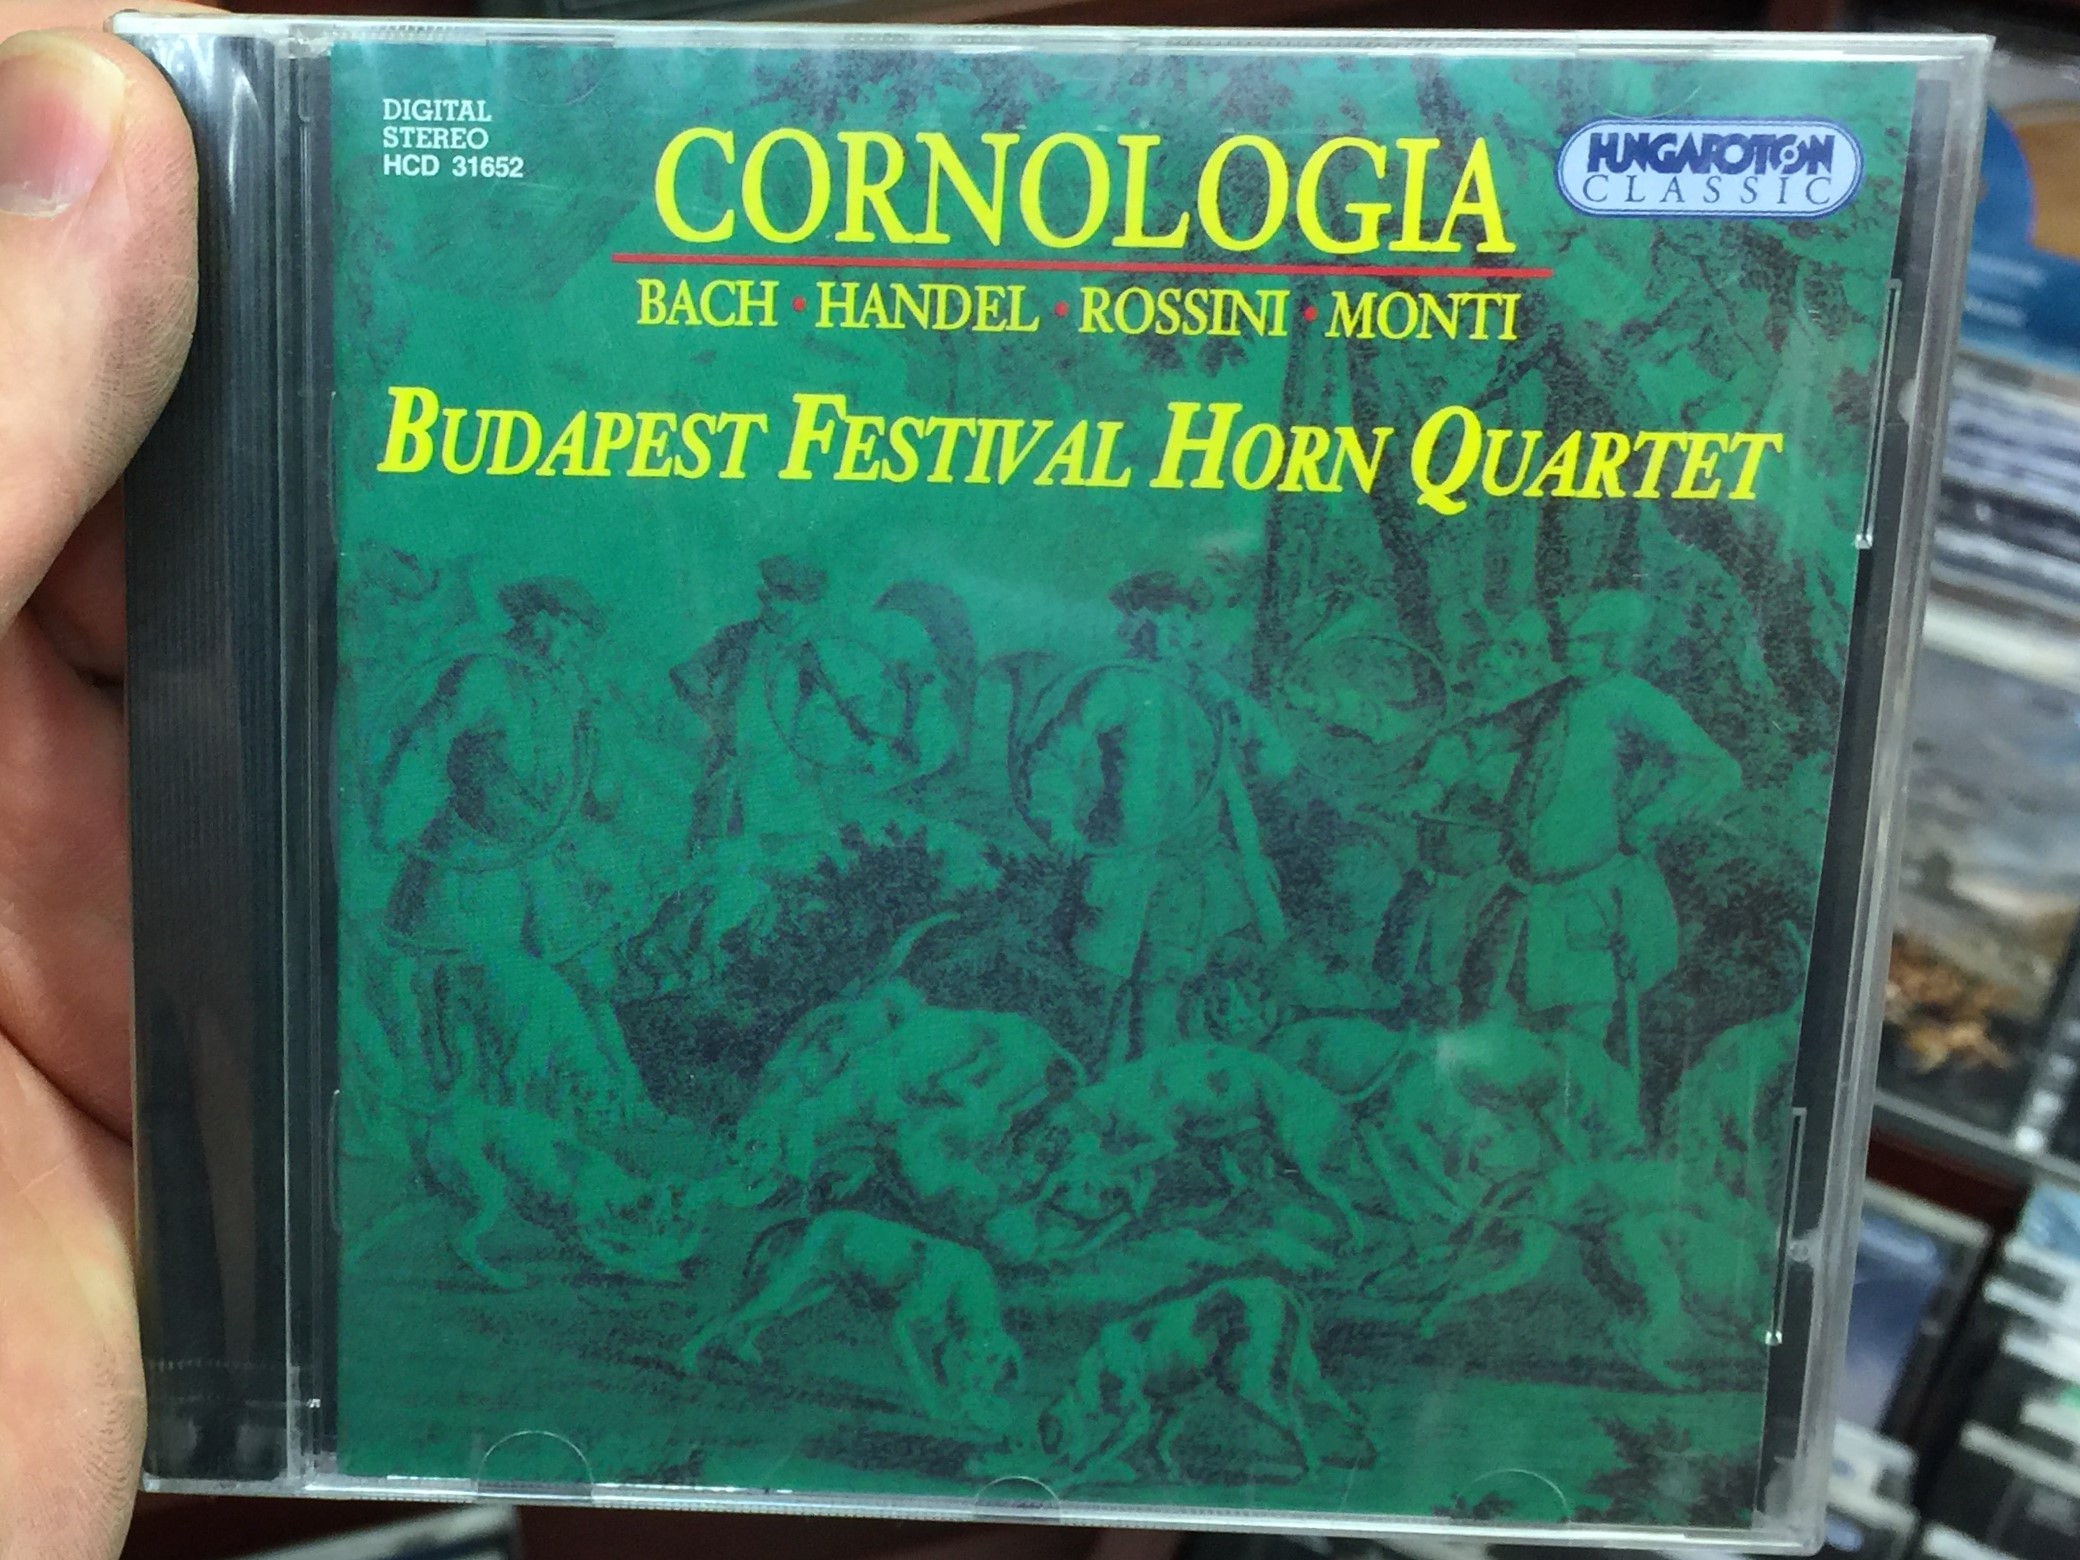 DIGITAL
STEREO
HCD 31652
CORNOLOGIA
HUNGAROTON
CLASSIC
BACH • HANDEL • ROSSINI • MONTI
BUDAPEST FESTIVAL HORN QUARTET